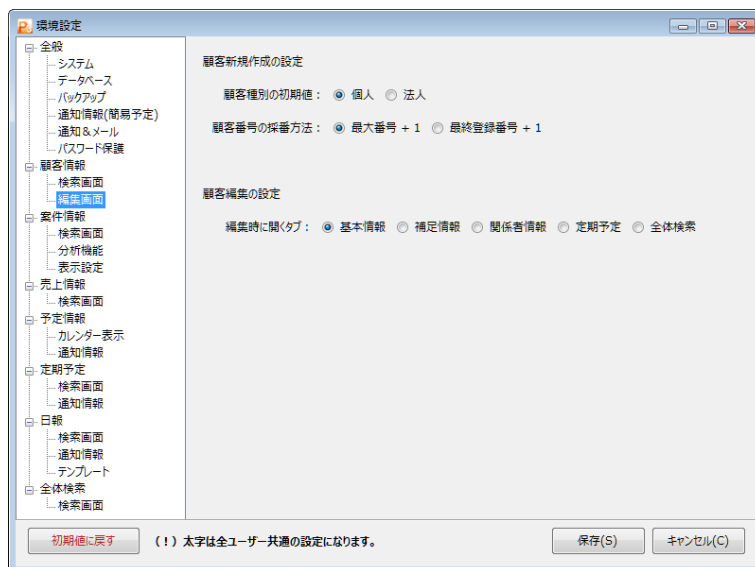 環境設定
全般
システム
データベース
バックアップ
通知情報(簡易予定)
通知＆メール
パスワード保護
顧客情報
検索画面
編集画面
案件情報
検索画面
分析機能
表示設定
売上情報
検索画面
予定情報
カレンダー表示
通知情報
定期予定
検索画面
通知情報
日報
検索画面
通知情報
テンプレート
全体検索
検索画面
顧客新規作成の設定
顧客種別の初期値： 個人 法人
顧客番号の採番方法： 最大番号 + 1 最終登録番号 + 1
顧客編集の設定
編集時に開くタブ： 基本情報 補足情報 関係者情報 定期予定 全体検索
初期値に戻す (！) 太字は全ユーザー共通の設定になります。 保存(S) キャンセル(C)